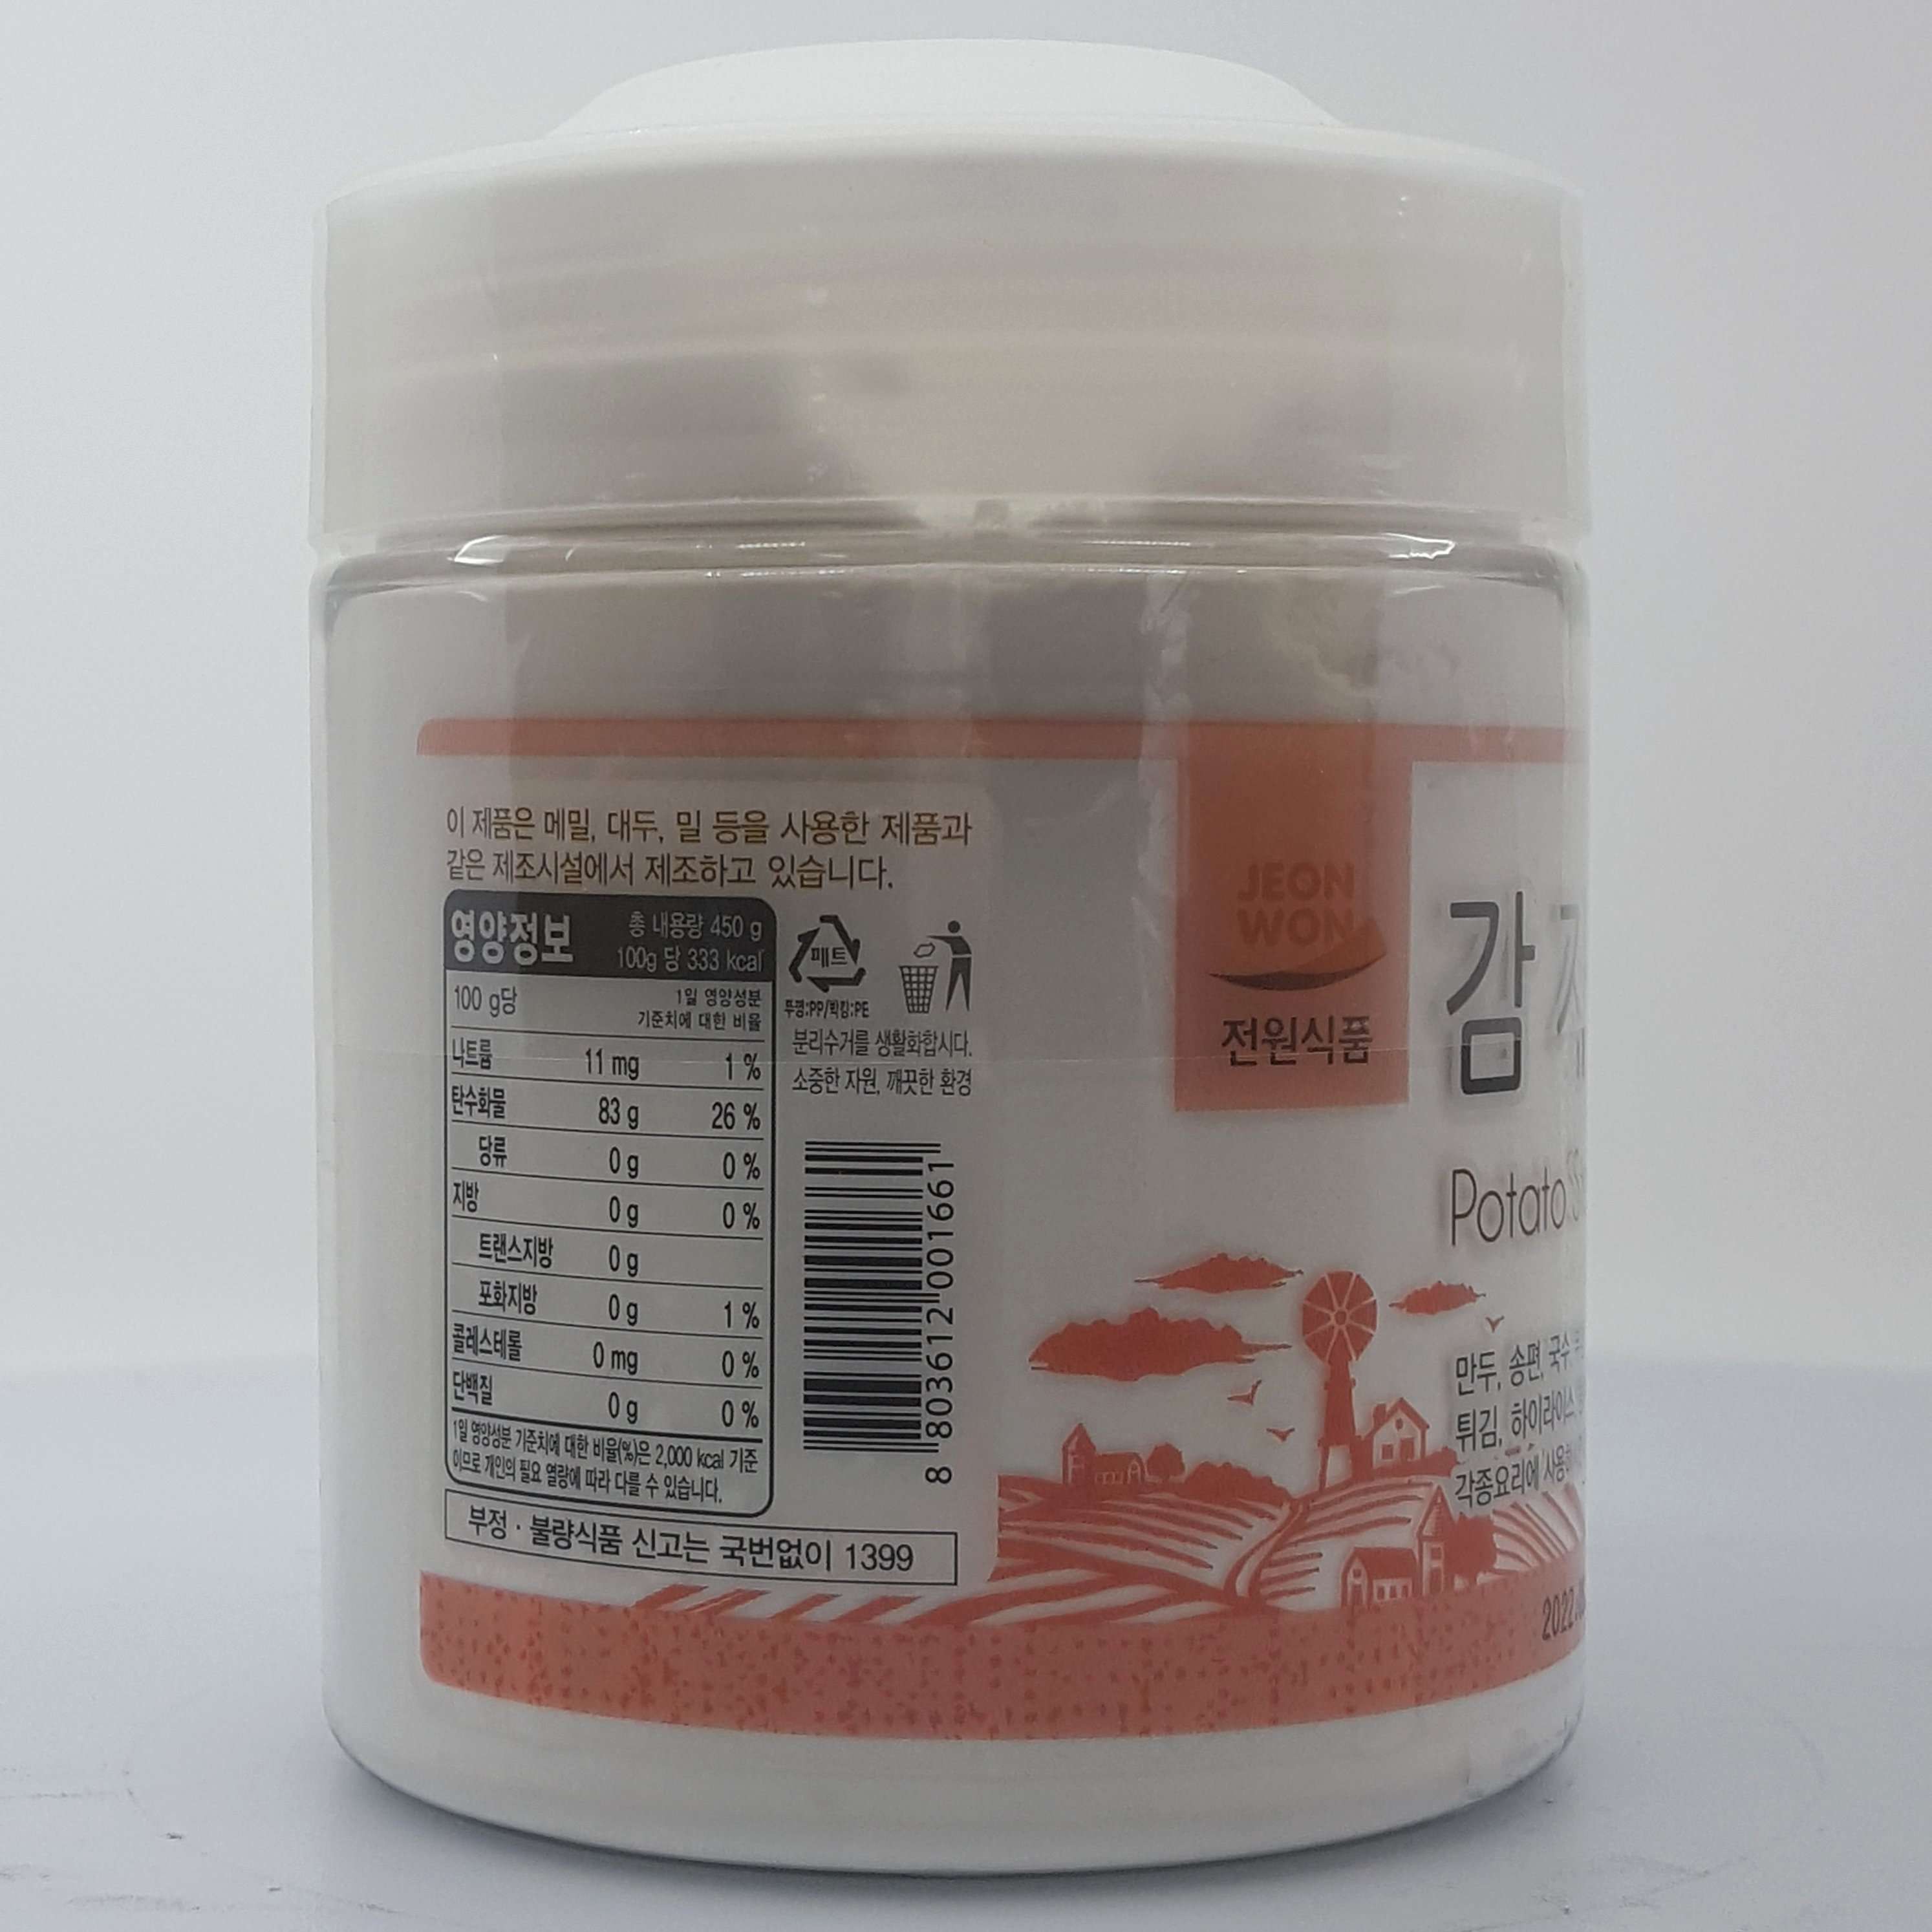 이 제품은 메밀, 대두, 밀 등을 사용한 제품과
같은 제조시설에서 제조하고 있습니다.
영양정보
총 내용량 450 g
100g 당 333 kcal
100 g당
1일 영양성분
기준치에 대한 비율
나트륨 11 mg 1 %
탄수화물 83 g 26 %
당류 0 g 0 %
지방 0 g 0 %
트랜스지방 0 g
포화지방 0 g 1 %
콜레스테롤 0 mg 0 %
단백질 0 g 0 %
1일 영양성분 기준치에 대한 비율(%)은 2,000 kcal 기준
이므로 개인의 필요 열량에 따라 다를 수 있습니다.
부정 · 불량식품 신고는 국번없이 1399
페트
뚜껑:PP/박킹:PE
분리수거를 생활화합시다.
소중한 자원, 깨끗한 환경
8 803612 001661
JEON
WON
전원식품
감
Potato
만두, 송편, 국수
튀김, 하이라이스
각종요리에
2022